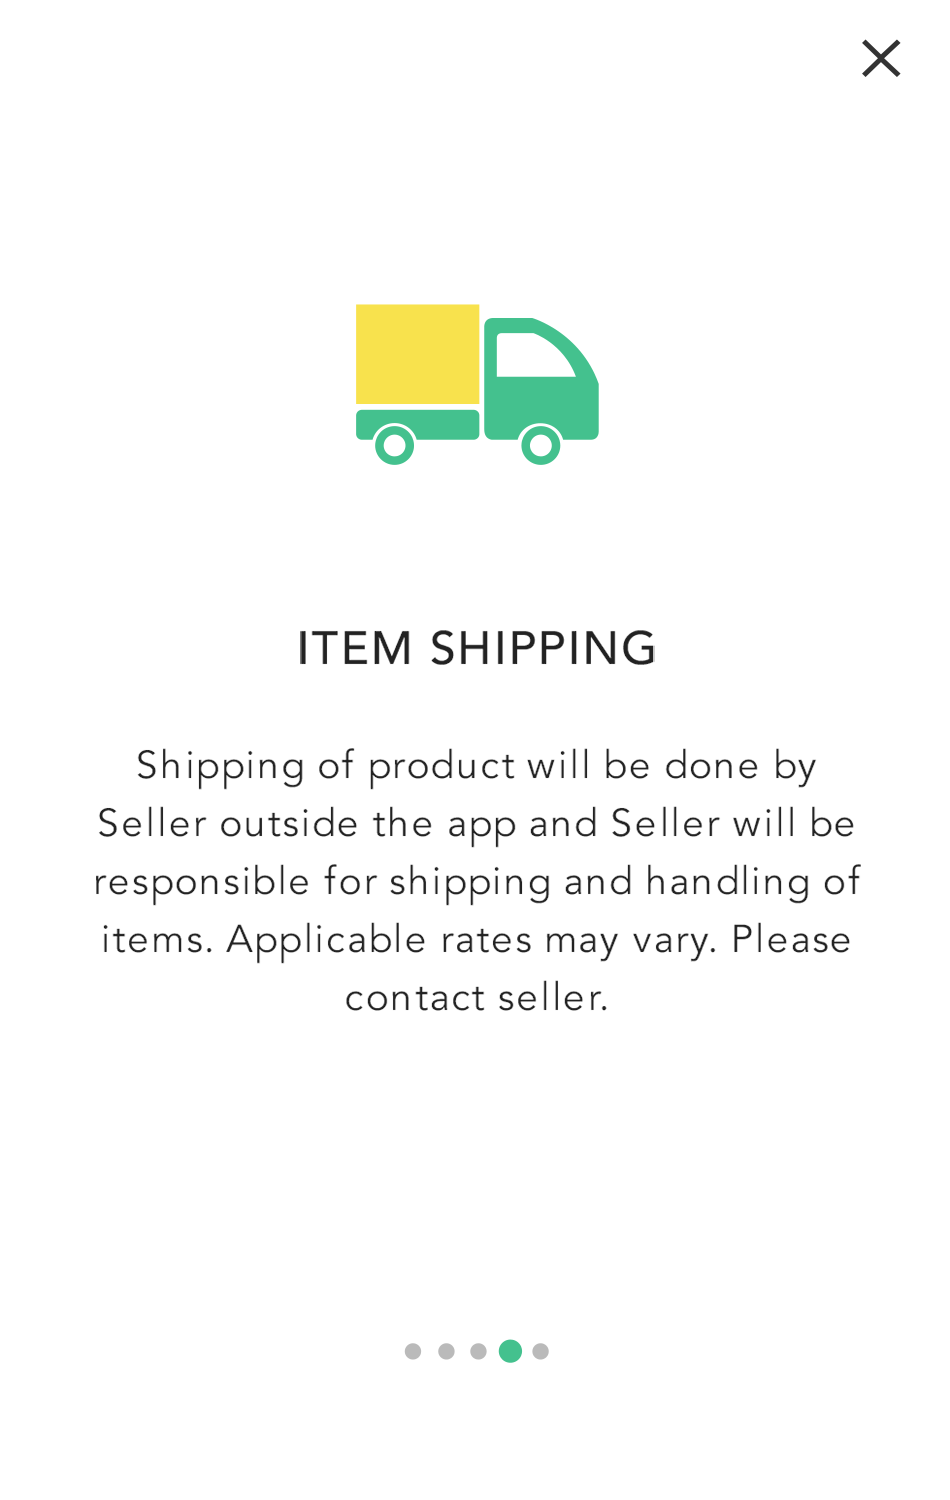 ITEM SHIPPING
Shipping of product will be done by
Seller outside the app and Seller will be
responsible for shipping and handling of
items. Applicable rates may vary. Please
contact seller.